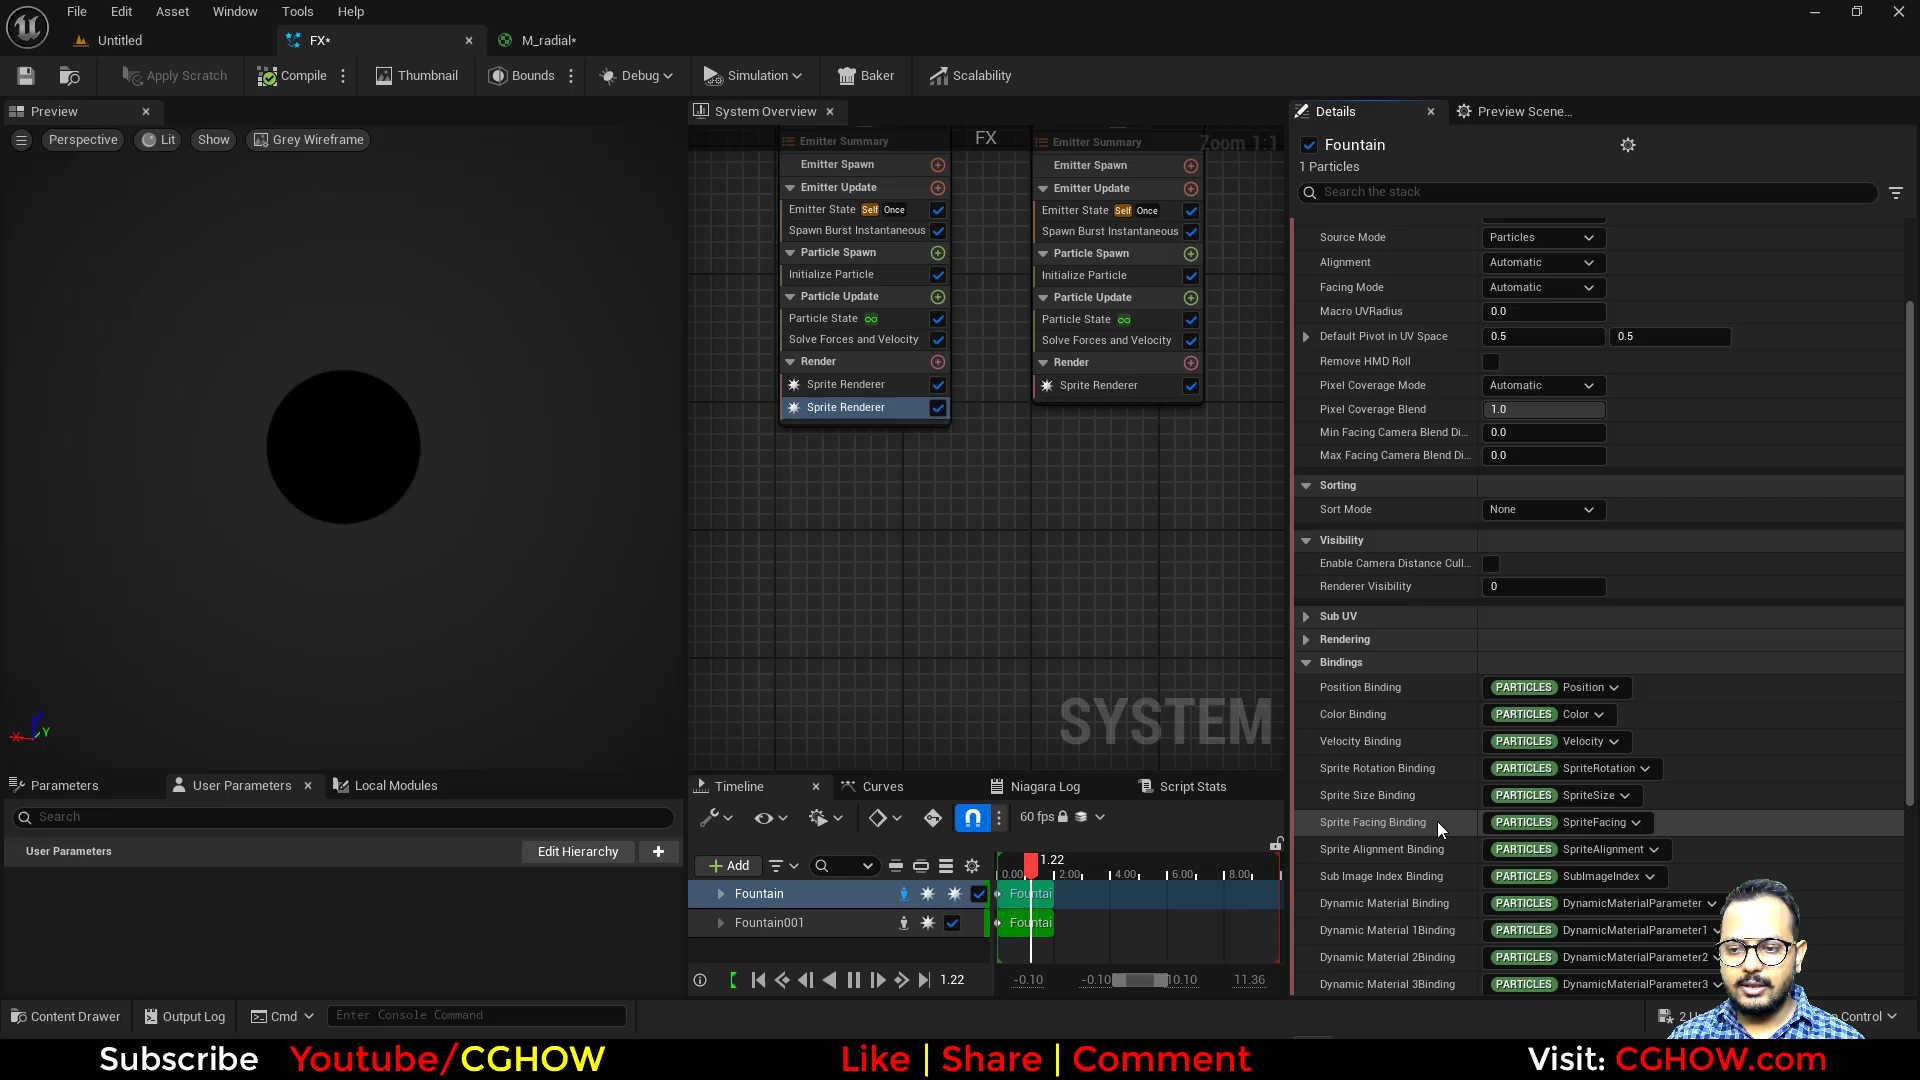 File Edit Asset Window Tools Help
Untitled FX* M_radial*
Apply Scratch Compile Thumbnail Bounds Debug Simulation Baker Scalability
Preview System Overview Details Preview Scene...
Perspective Lit Show Grey Wireframe
FX
Zoom 1:1
Emitter Summary
Emitter Spawn
Emitter Update
Emitter State Self Once
Spawn Burst Instantaneous
Particle Spawn
Initialize Particle
Particle Update
Particle State
Solve Forces and Velocity
Render
Sprite Renderer
Sprite Renderer
Emitter Summary
Emitter Spawn
Emitter Update
Emitter State Self Once
Spawn Burst Instantaneous
Particle Spawn
Initialize Particle
Particle Update
Particle State
Solve Forces and Velocity
Render
Sprite Renderer
SYSTEM
Fountain
1 Particles
Search the stack
Source Mode Particles
Alignment Automatic
Facing Mode Automatic
Macro UVRadius 0.0
Default Pivot in UV Space 0.5 0.5
Remove HMD Roll
Pixel Coverage Mode Automatic
Pixel Coverage Blend 1.0
Min Facing Camera Blend Di... 0.0
Max Facing Camera Blend Di... 0.0
Sorting
Sort Mode None
Visibility
Enable Camera Distance Cull...
Renderer Visibility 0
Sub UV
Rendering
Bindings
Position Binding PARTICLES Position
Color Binding PARTICLES Color
Velocity Binding PARTICLES Velocity
Sprite Rotation Binding PARTICLES SpriteRotation
Sprite Size Binding PARTICLES SpriteSize
Sprite Facing Binding PARTICLES SpriteFacing
Sprite Alignment Binding PARTICLES SpriteAlignment
Sub Image Index Binding PARTICLES SubImageIndex
Dynamic Material Binding PARTICLES DynamicMaterialParameter
Dynamic Material 1Binding PARTICLES DynamicMaterialParameter1
Dynamic Material 2Binding PARTICLES DynamicMaterialParameter2
Dynamic Material 3Binding PARTICLES DynamicMaterialParameter3
X Y
Parameters User Parameters Local Modules
Search
User Parameters Edit Hierarchy
Timeline Curves Niagara Log Script Stats
60 fps
Add
1.22
0.00 2.00 4.00 6.00 8.00
Fountain Fountai
Fountain001 Fountai
1.22 -0.10 -0.10 10.10 11.36
Content Drawer Output Log Cmd Enter Console Command
2 Control
Subscribe Youtube/CGHOW Like | Share | Comment Visit: CGHOW.com